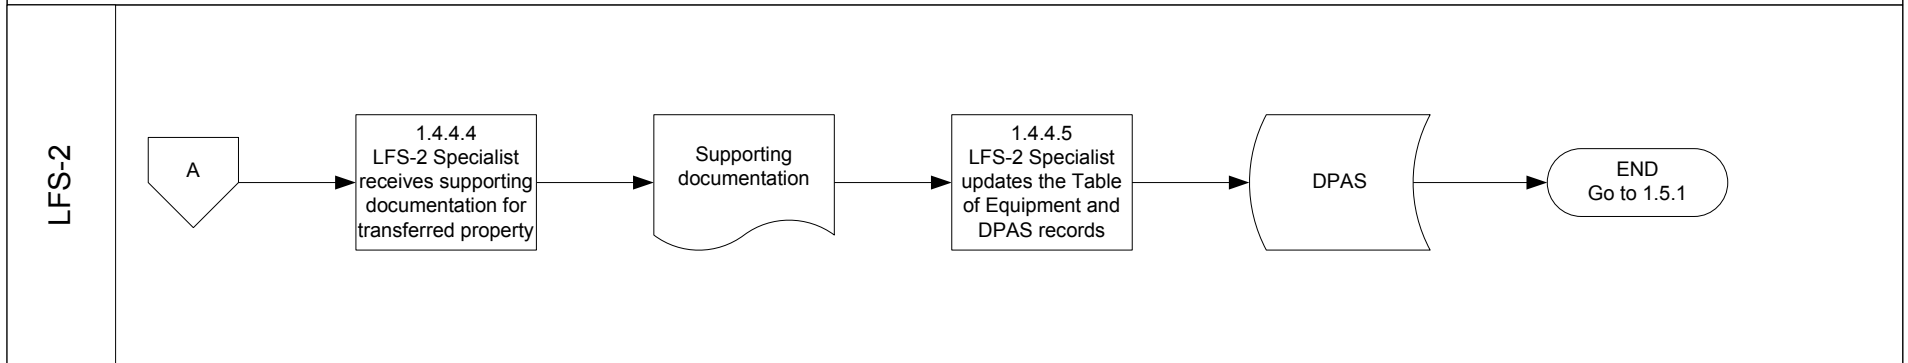 LFS-2
A
1.4.4.4
LFS-2 Specialist
receives supporting
documentation for
transferred property
Supporting
documentation
1.4.4.5
LFS-2 Specialist
updates the Table
of Equipment and
DPAS records
DPAS
END
Go to 1.5.1